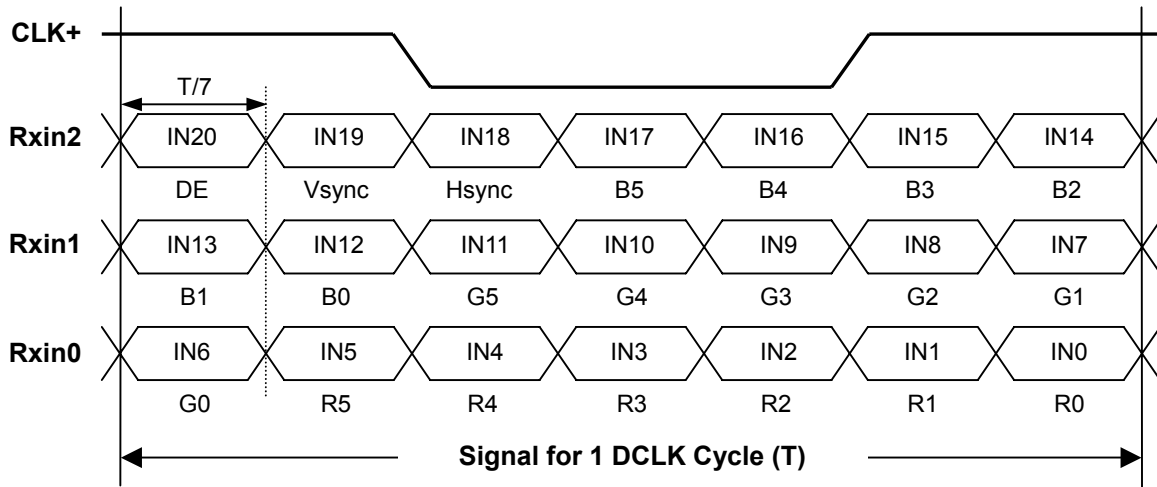 CLK+
T/7
Rxin2 IN20 IN19 IN18 IN17 IN16 IN15 IN14
DE Vsync Hsync B5 B4 B3 B2
Rxin1 IN13 IN12 IN11 IN10 IN9 IN8 IN7
B1 B0 G5 G4 G3 G2 G1
Rxin0 IN6 IN5 IN4 IN3 IN2 IN1 IN0
G0 R5 R4 R3 R2 R1 R0
Signal for 1 DCLK Cycle (T)